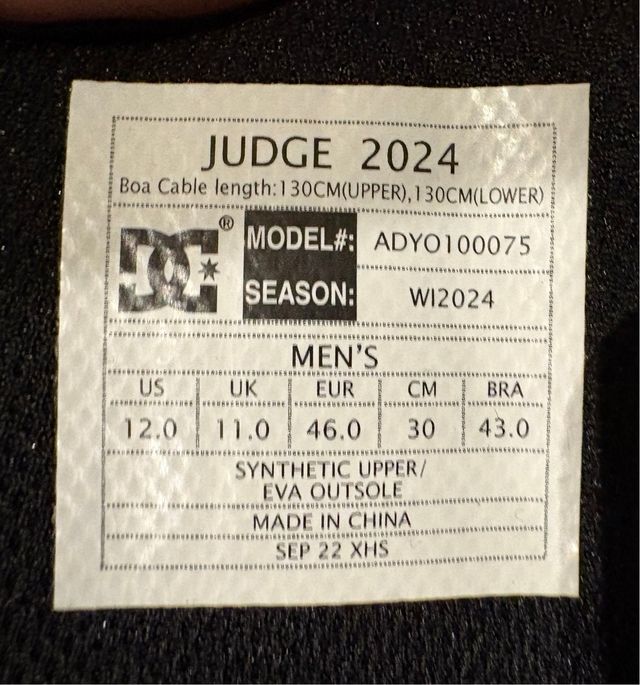 JUDGE 2024
Boa Cable length:130CM(UPPER),130CM(LOWER)
DC®
MODEL#: ADYO100075
SEASON: WI2024
MEN'S
US UK EUR CM BRA
12.0 11.0 46.0 30 43.0
SYNTHETIC UPPER/
EVA OUTSOLE
MADE IN CHINA
SEP 22 XHS